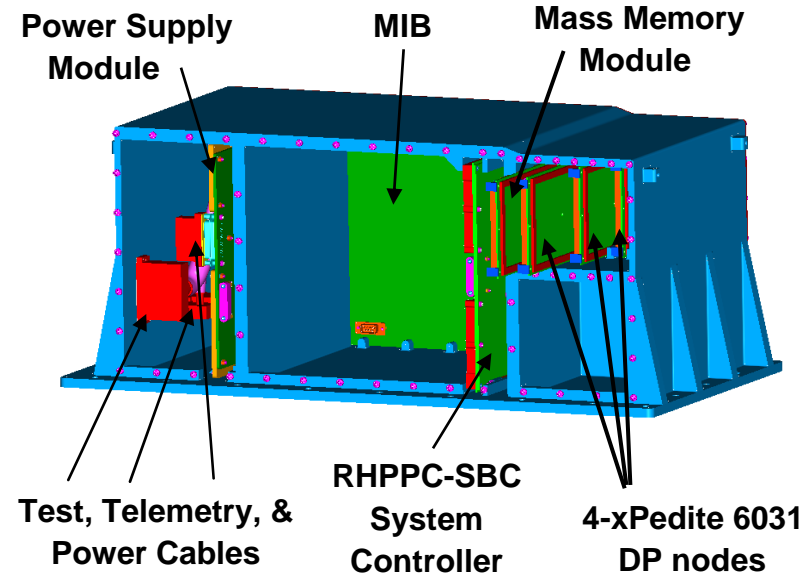 Power Supply
Module
MIB
Mass Memory
Module
Test, Telemetry, &
Power Cables
RHPPC-SBC
System
Controller
4-xPedite 6031
DP nodes